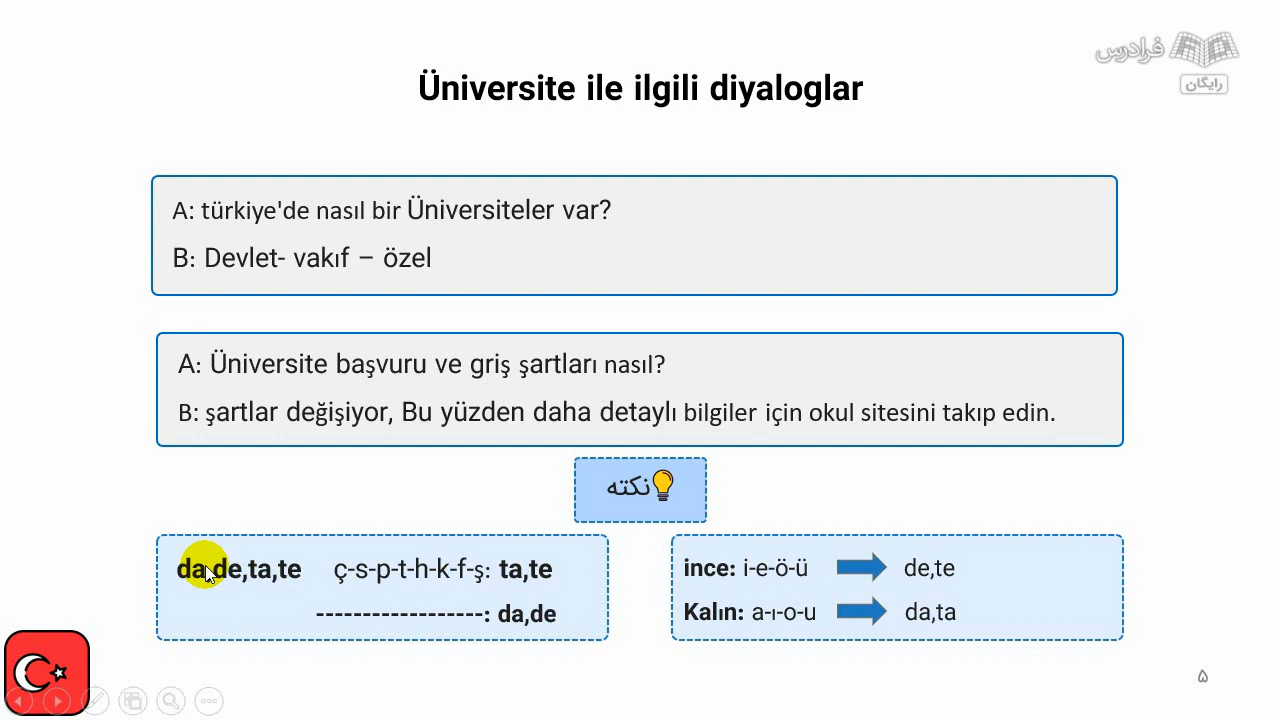 فرادرس
رایگان
Üniversite ile ilgili diyaloglar
A: türkiye'de nasıl bir Üniversiteler var?
B: Devlet- vakıf – özel
A: Üniversite başvuru ve griş şartları nasıl?
B: şartlar değişiyor, Bu yüzden daha detaylı bilgiler için okul sitesini takıp edin.
نکته
da,de,ta,te ç-s-p-t-h-k-f-ş: ta,te
------------------: da,de
ince: i-e-ö-ü de,te
Kalın: a-ı-o-u da,ta
۵